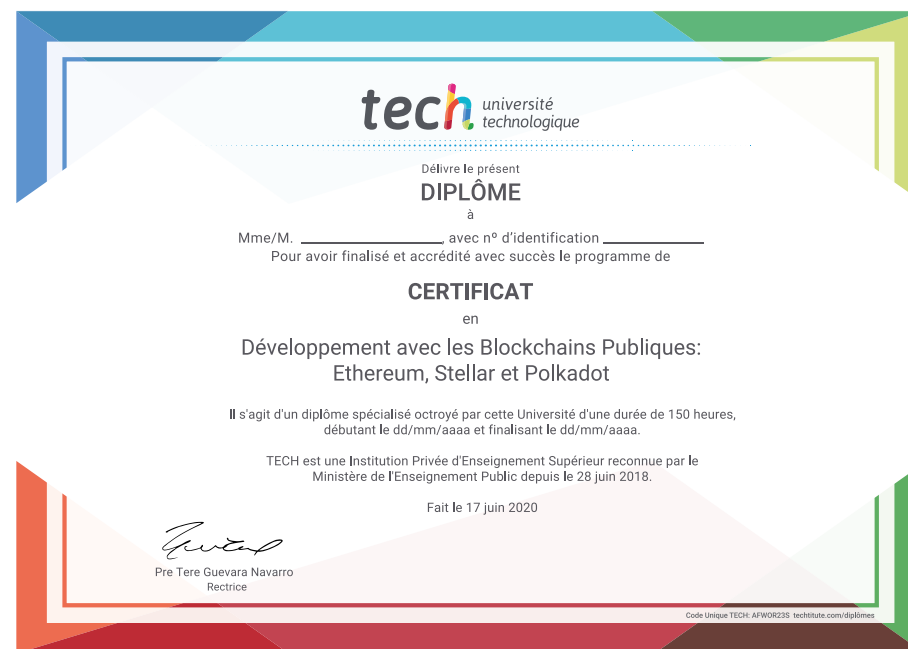 tech université
technologique
Délivre le présent
DIPLÔME
à
Mme/M. ____________________, avec nº d'identification ______________
Pour avoir finalisé et accrédité avec succès le programme de
CERTIFICAT
en
Développement avec les Blockchains Publiques:
Ethereum, Stellar et Polkadot
Il s'agit d'un diplôme spécialisé octroyé par cette Université d'une durée de 150 heures,
débutant le dd/mm/aaaa et finalisant le dd/mm/aaaa.
TECH est une Institution Privée d'Enseignement Supérieur reconnue par le
Ministère de l'Enseignement Public depuis le 28 juin 2018.
Fait le 17 juin 2020
Pre Tere Guevara Navarro
Rectrice
Code Unique TECH: AFWOR23S techtitute.com/diplômes